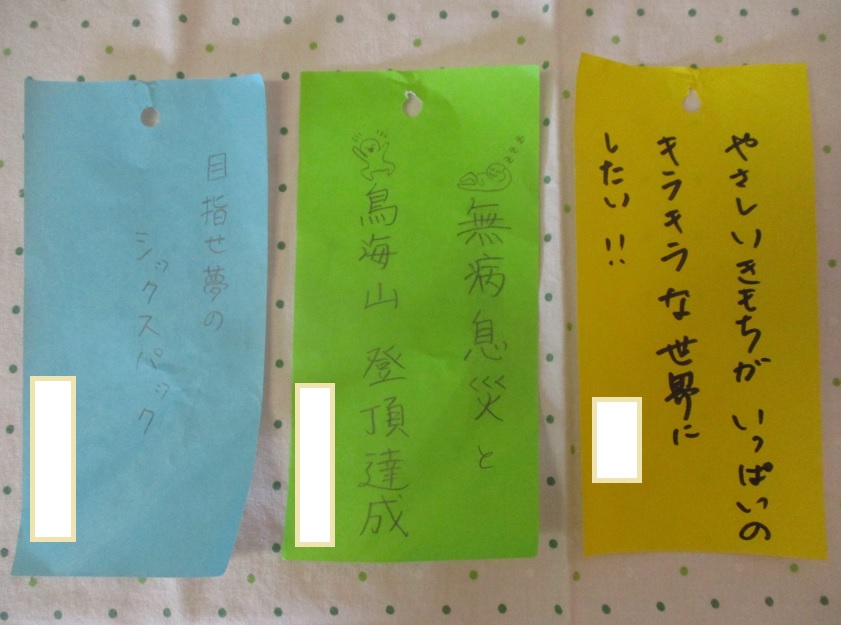 やさしいきもちが いっぱいの
キラキラな世界に
したい!!
zzz
無病息災と
鳥海山 登頂達成
目指せ夢の
シックスパック